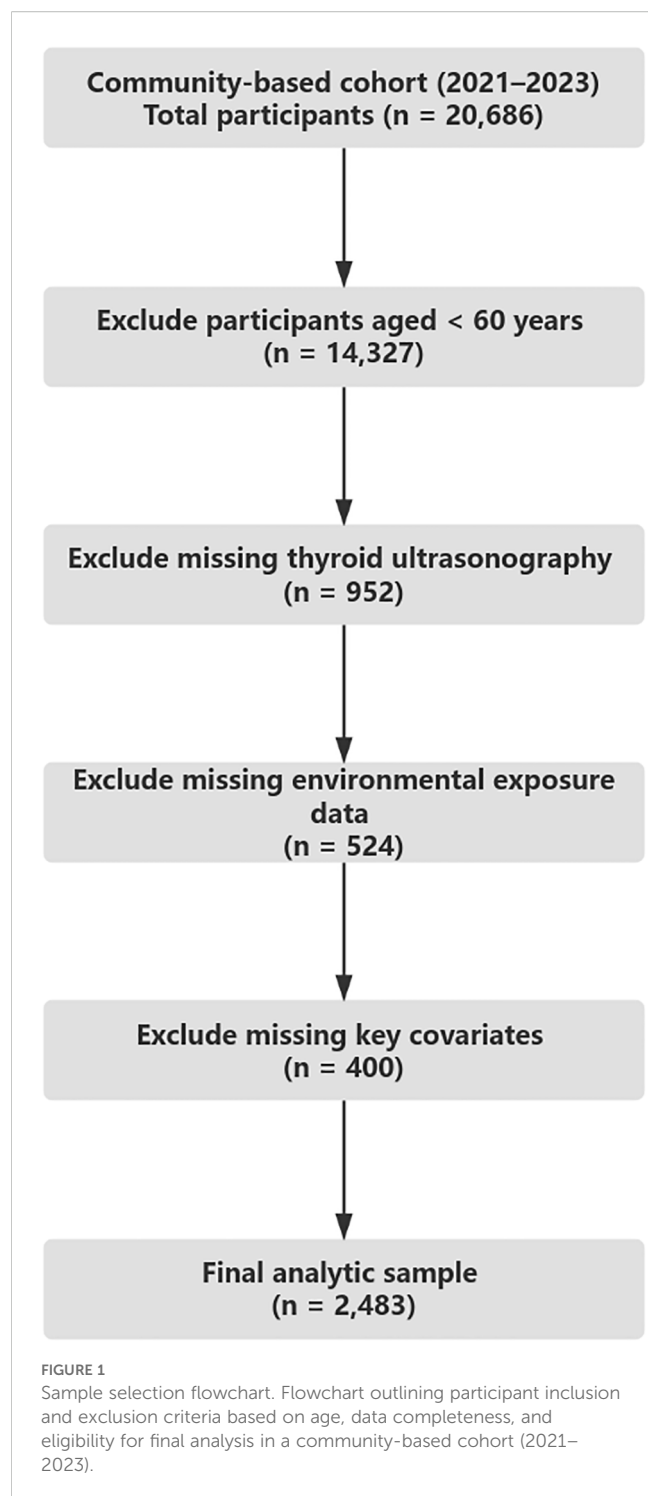 Community-based cohort (2021–2023)
Total participants (n = 20,686)
Exclude participants aged < 60 years
(n = 14,327)
Exclude missing thyroid ultrasonography
(n = 952)
Exclude missing environmental exposure
data
(n = 524)
Exclude missing key covariates
(n = 400)
Final analytic sample
(n = 2,483)
FIGURE 1
Sample selection flowchart. Flowchart outlining participant inclusion
and exclusion criteria based on age, data completeness, and
eligibility for final analysis in a community-based cohort (2021–
2023).